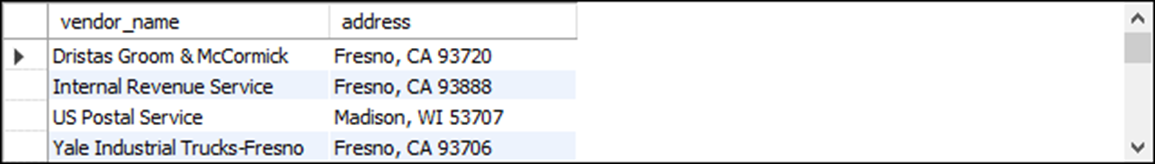 vendor_name address
Dristas Groom & McCormick Fresno, CA 93720
Internal Revenue Service Fresno, CA 93888
US Postal Service Madison, WI 53707
Yale Industrial Trucks-Fresno Fresno, CA 93706